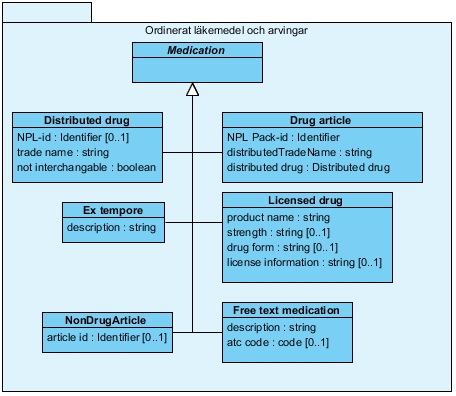 Ordinerat läkemedel och arvingar
Medication
Distributed drug
NPL-id : Identifier [0..1]
trade name : string
not interchangable : boolean
Drug article
NPL Pack-id : Identifier
distributedTradeName : string
distributed drug : Distributed drug
Ex tempore
description : string
Licensed drug
product name : string
strength : string [0..1]
drug form : string [0..1]
license information : string [0..1]
NonDrugArticle
article id : Identifier [0..1]
Free text medication
description : string
atc code : code [0..1]